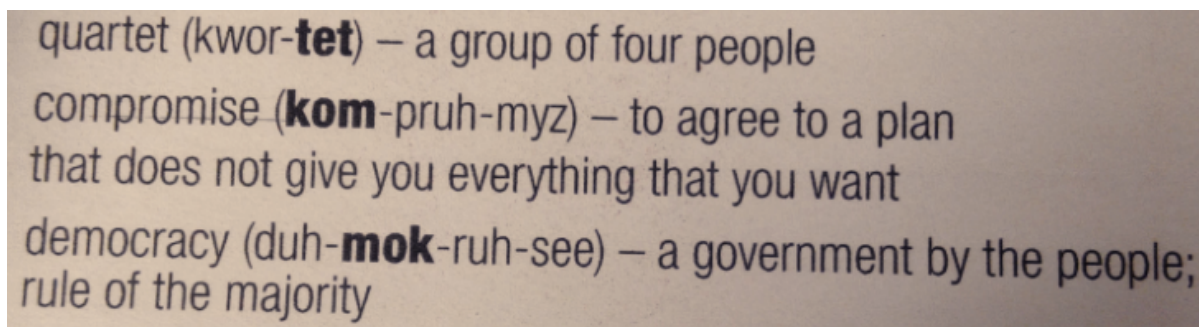 quartet (kwor-tet) – a group of four people
compromise (kom-pruh-myz) – to agree to a plan
that does not give you everything that you want
democracy (duh-mok-ruh-see) – a government by the people;
rule of the majority